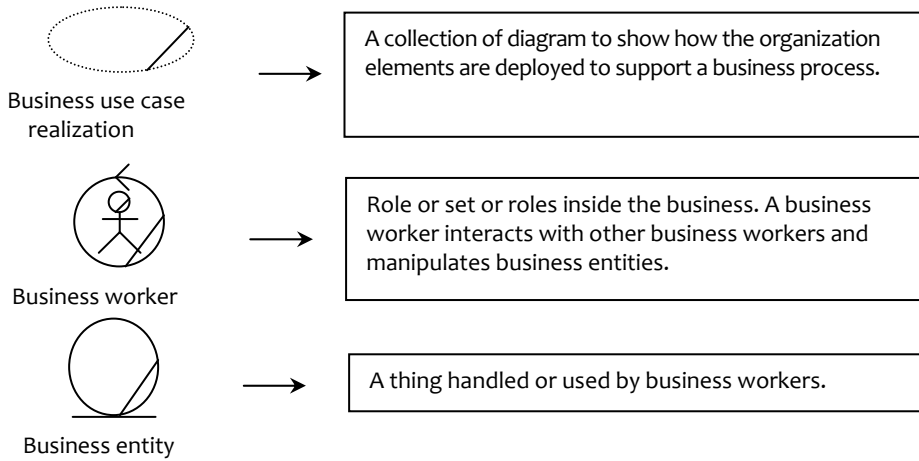 A collection of diagram to show how the organization
elements are deployed to support a business process.
Business use case
realization
Role or set or roles inside the business. A business
worker interacts with other business workers and
manipulates business entities.
Business worker
A thing handled or used by business workers.
Business entity